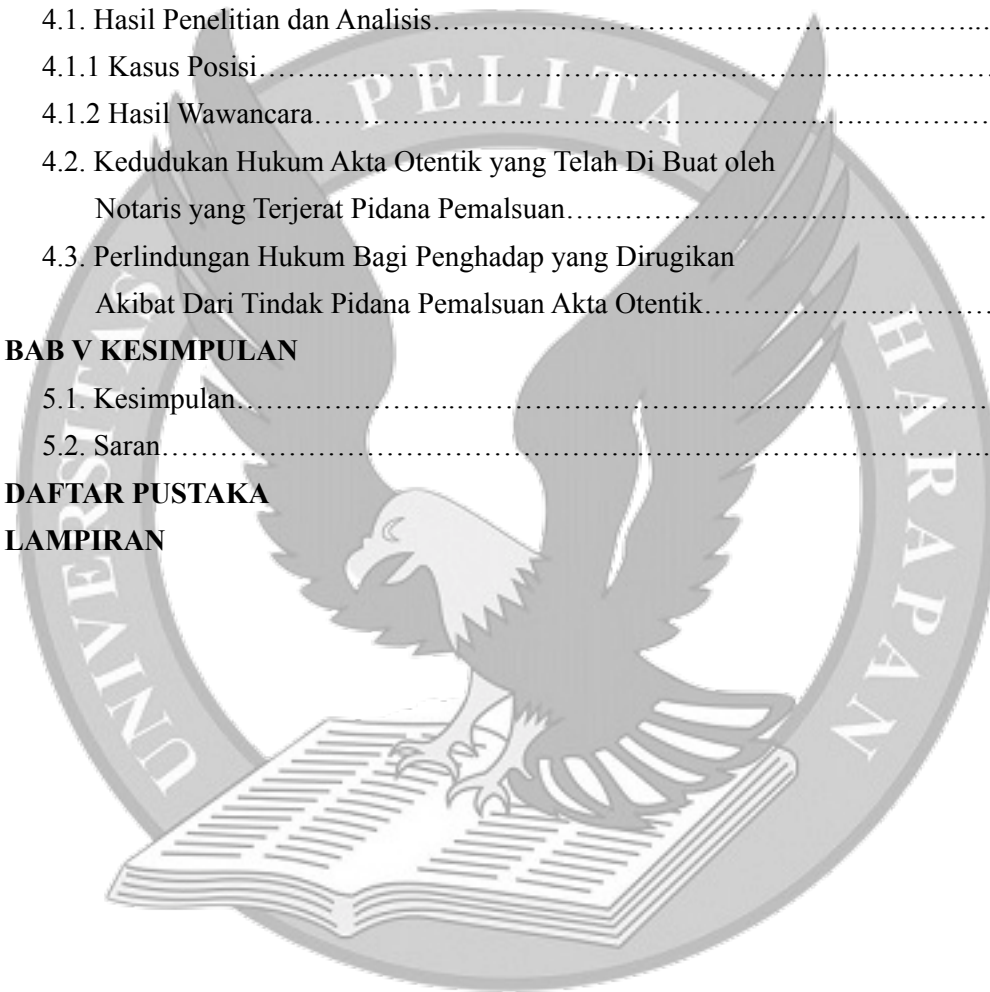 4.1. Hasil Penelitian dan Analisis……………………………………………...
4.1.1 Kasus Posisi……...……………………………………………….……………
4.1.2 Hasil Wawancara………………...………………………………….…………
4.2. Kedudukan Hukum Akta Otentik yang Telah Di Buat oleh
Notaris yang Terjerat Pidana Pemalsuan………………………………..….……
4.3. Perlindungan Hukum Bagi Penghadap yang Dirugikan
Akibat Dari Tindak Pidana Pemalsuan Akta Otentik…………………….………
BAB V KESIMPULAN
5.1. Kesimpulan………………….…………………………………….……………
5.2. Saran…………………………………………………………………………...
DAFTAR PUSTAKA
LAMPIRAN
UNIVERSITAS PELITA HARAPAN